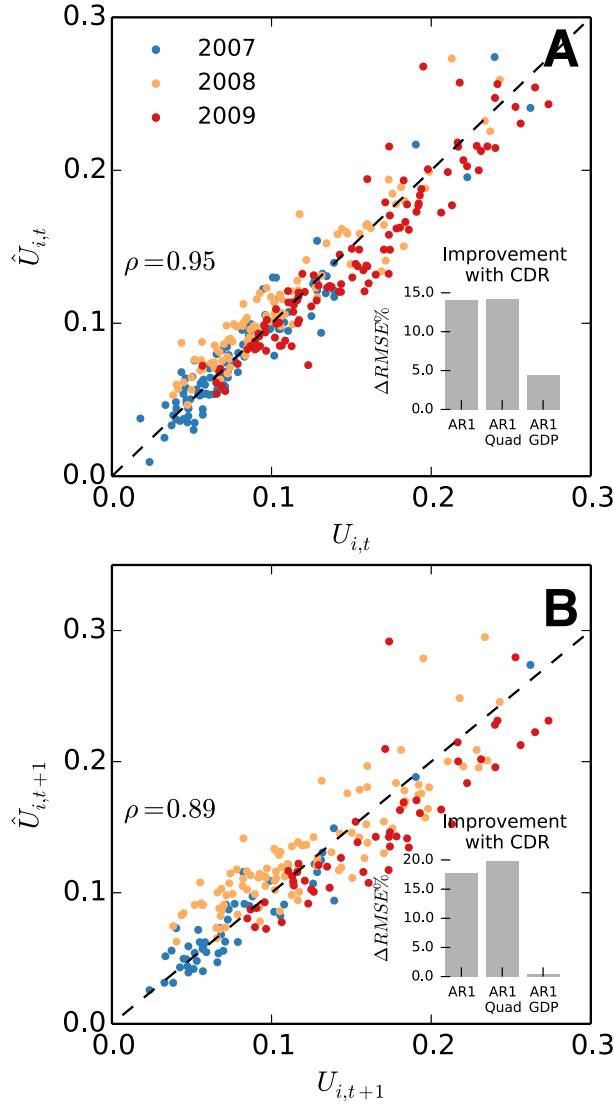 0.3
A
2007
2008
2009
0.2
Û_{i,t}
ρ=0.95
Improvement
with CDR
15.0
0.1
10.0
ΔRMSE%
5.0
0.0
AR1
AR1
AR1
Quad
GDP
0.0
0.0
0.1
0.2
0.3
U_{i,t}
B
0.3
0.2
Û_{i,t+1}
ρ=0.89
Improvement
with CDR
20.0
15.0
0.1
10.0
ΔRMSE%
5.0
0.0
AR1
AR1
AR1
Quad
GDP
0.0
0.0
0.1
0.2
0.3
U_{i,t+1}